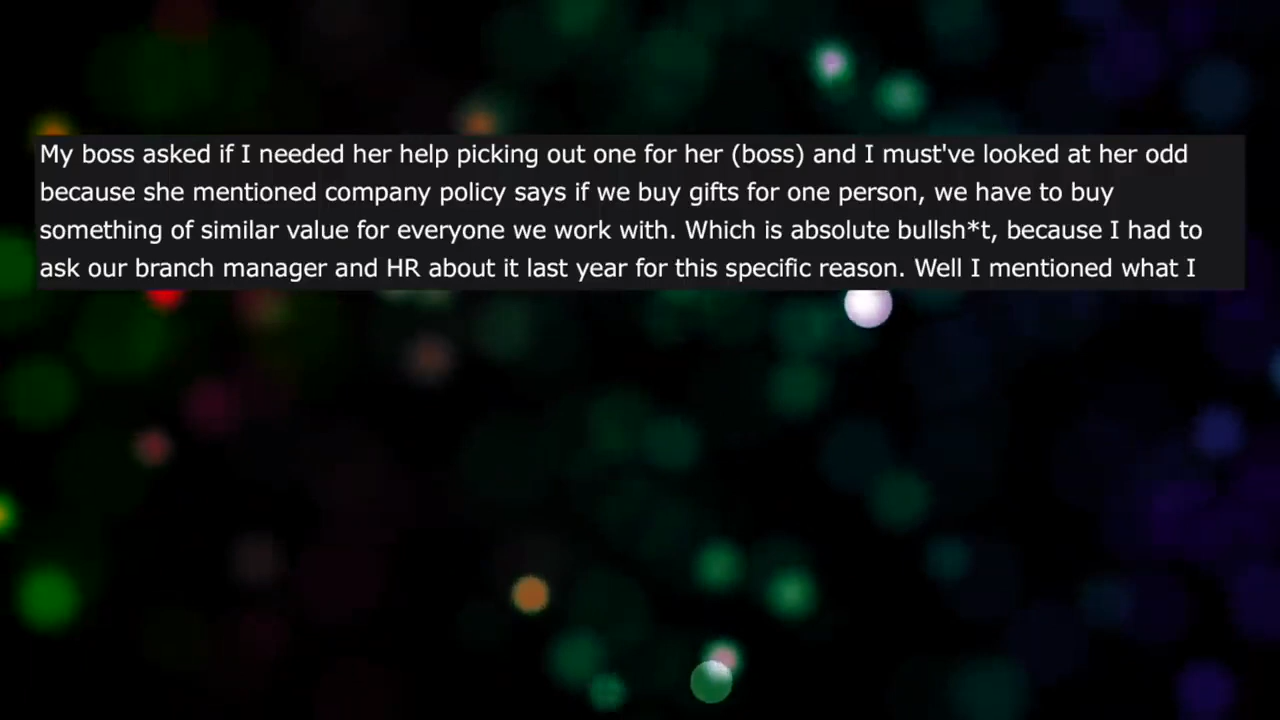 My boss asked if I needed her help picking out one for her (boss) and I must've looked at her odd
because she mentioned company policy says if we buy gifts for one person, we have to buy
something of similar value for everyone we work with. Which is absolute bullsh*t, because I had to
ask our branch manager and HR about it last year for this specific reason. Well I mentioned what I